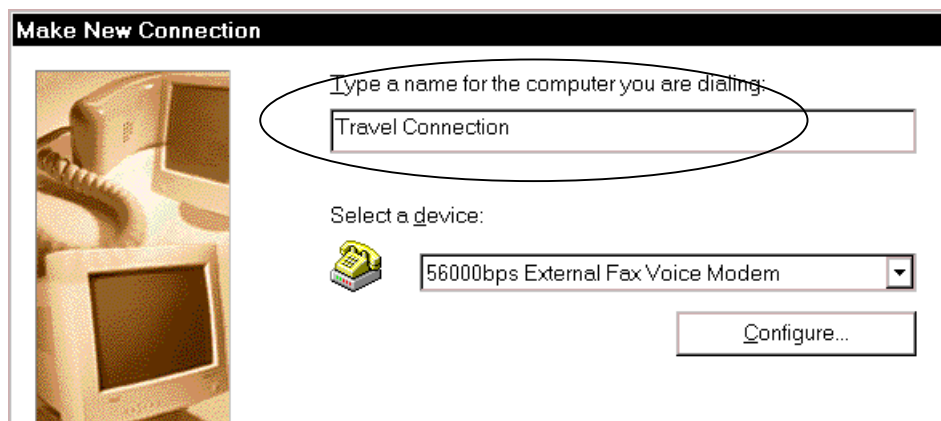 Make New Connection
Type a name for the computer you are dialing:
Travel Connection
Select a device:
56000bps External Fax Voice Modem
Configure...